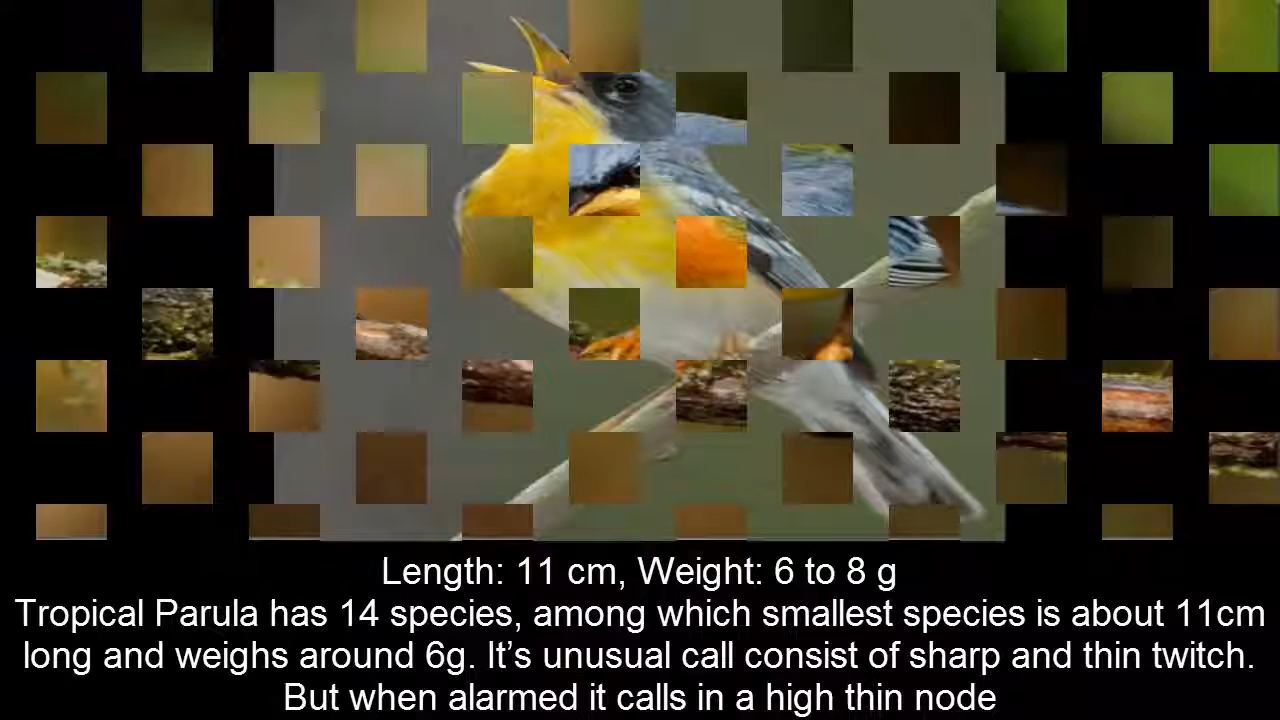 Length: 11 cm, Weight: 6 to 8 g
Tropical Parula has 14 species, among which smallest species is about 11cm
long and weighs around 6g. It’s unusual call consist of sharp and thin twitch.
But when alarmed it calls in a high thin node